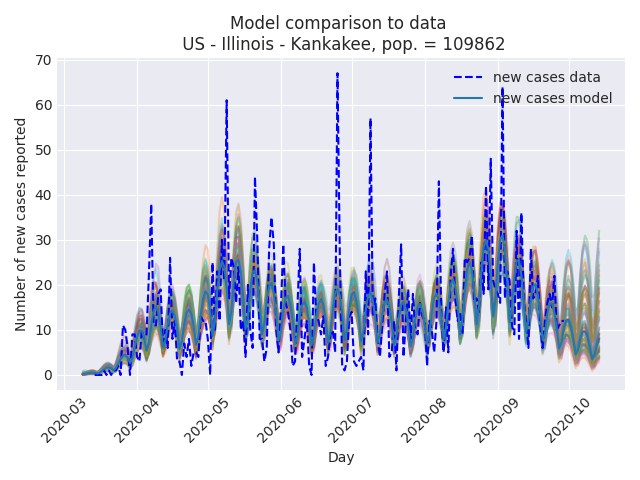 Model comparison to data
US - Illinois - Kankakee, pop. = 109862
70
60
50
40
30
20
10
0
Number of new cases reported
new cases data
new cases model
2020-03
2020-04
2020-05
2020-06
2020-07
2020-08
2020-09
2020-10
Day